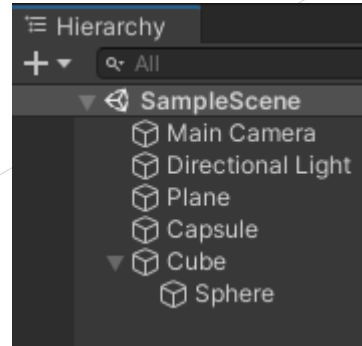 Hierarchy
All
SampleScene
Main Camera
Directional Light
Plane
Capsule
Cube
Sphere